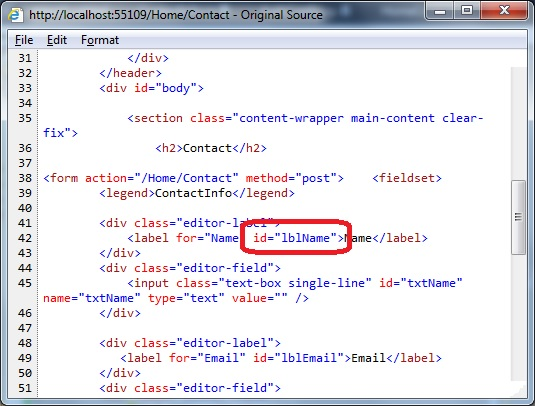 http://localhost:55109/Home/Contact - Original Source
File Edit Format
31 </div>
32 </header>
33 <div id="body">
34
35 <section class="content-wrapper main-content clear-
fix">
36 <h2>Contact</h2>
37
38 <form action="/Home/Contact" method="post"> <fieldset>
39 <legend>ContactInfo</legend>
40
41 <div class="editor-label">
42 <label for="Name" id="lblName">Name</label>
43 </div>
44 <div class="editor-field">
45 <input class="text-box single-line" id="txtName"
name="txtName" type="text" value="" />
46 </div>
47
48 <div class="editor-label">
49 <label for="Email" id="lblEmail">Email</label>
50 </div>
51 <div class="editor-field">